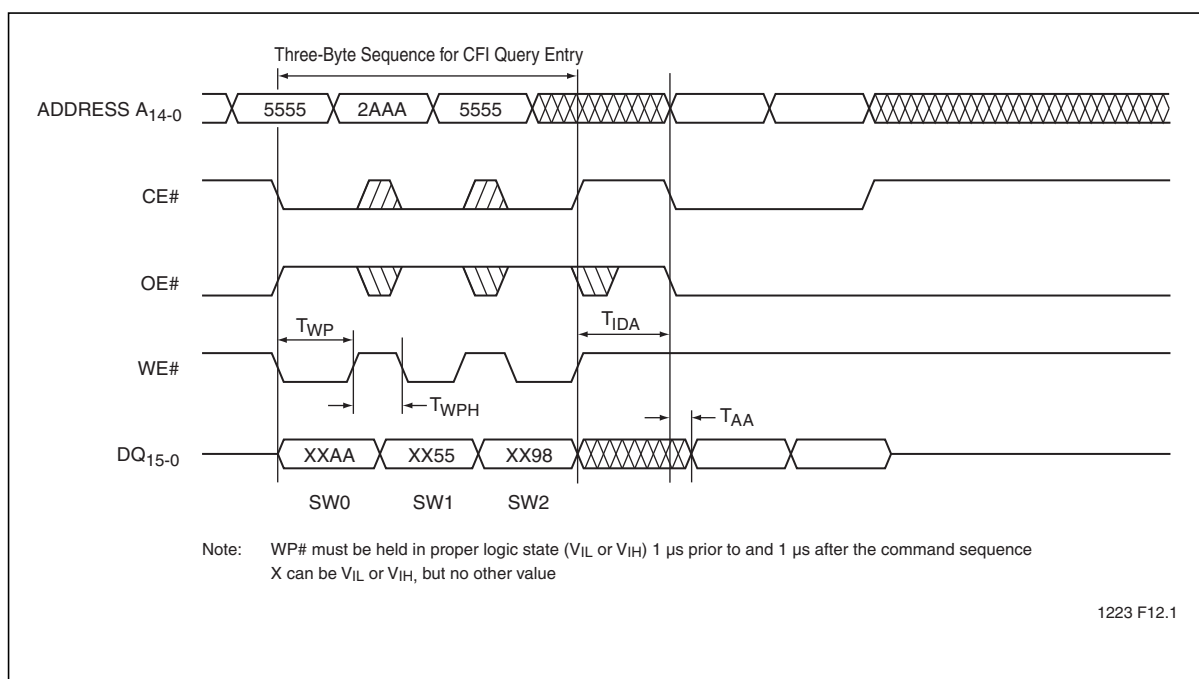 Three-Byte Sequence for CFI Query Entry
ADDRESS A14-0 5555 2AAA 5555
CE#
OE#
TWP TIDA
WE#
TWPH TAA
DQ15-0 XXAA XX55 XX98
SW0 SW1 SW2
Note: WP# must be held in proper logic state (VIL or VIH) 1 µs prior to and 1 µs after the command sequence
X can be VIL or VIH, but no other value
1223 F12.1